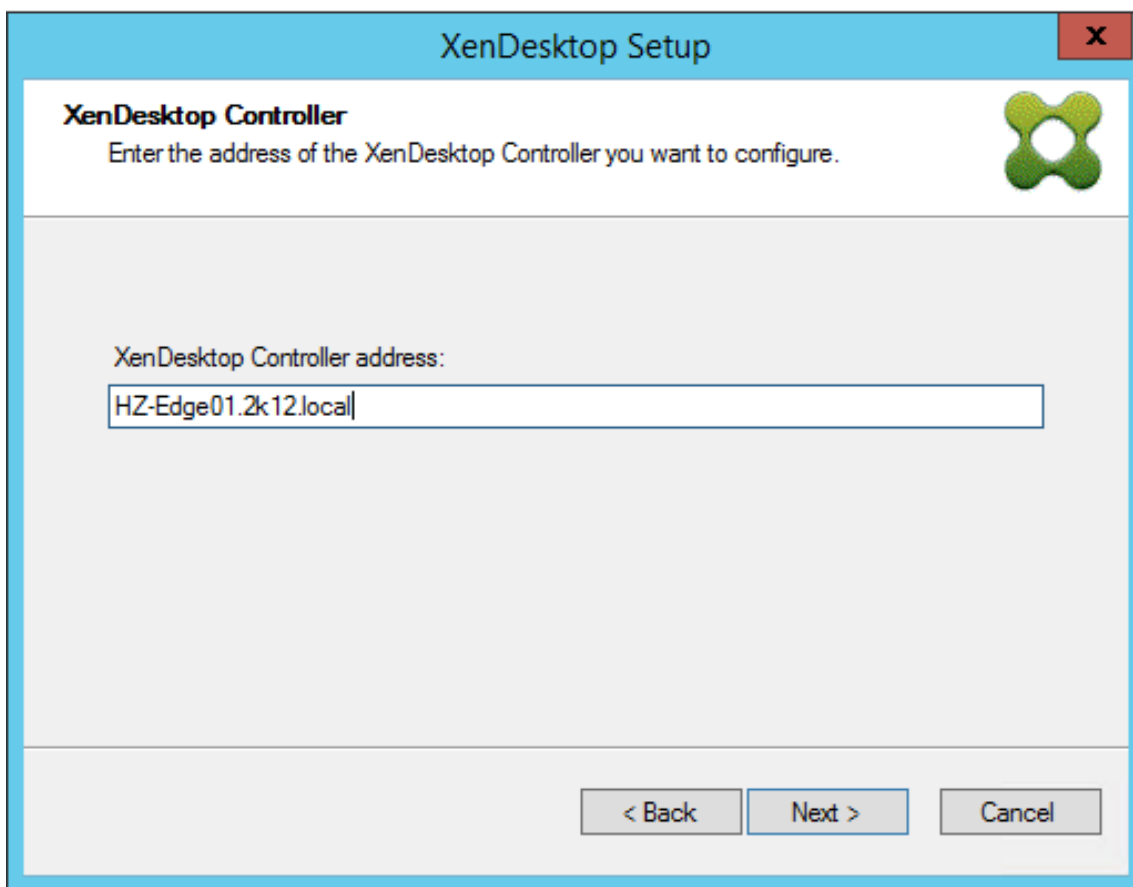 XenDesktop Setup
x
XenDesktop Controller
Enter the address of the XenDesktop Controller you want to configure.
XenDesktop Controller address:
HZ-Edge01.2k12.local
< Back
Next >
Cancel